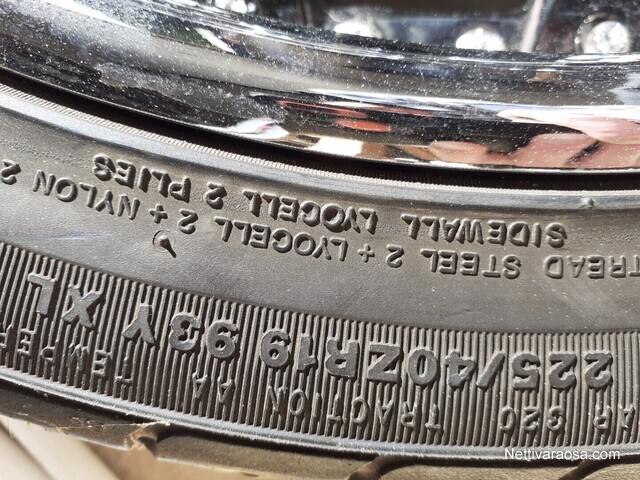 TREAD STEEL 2 + LYOCELL 2 + NYLON 2
SIDEWALL LYOCELL 2 PLIES
225/40ZR19 93Y XL
320 TRACTION AA
Nettivaraosa.com